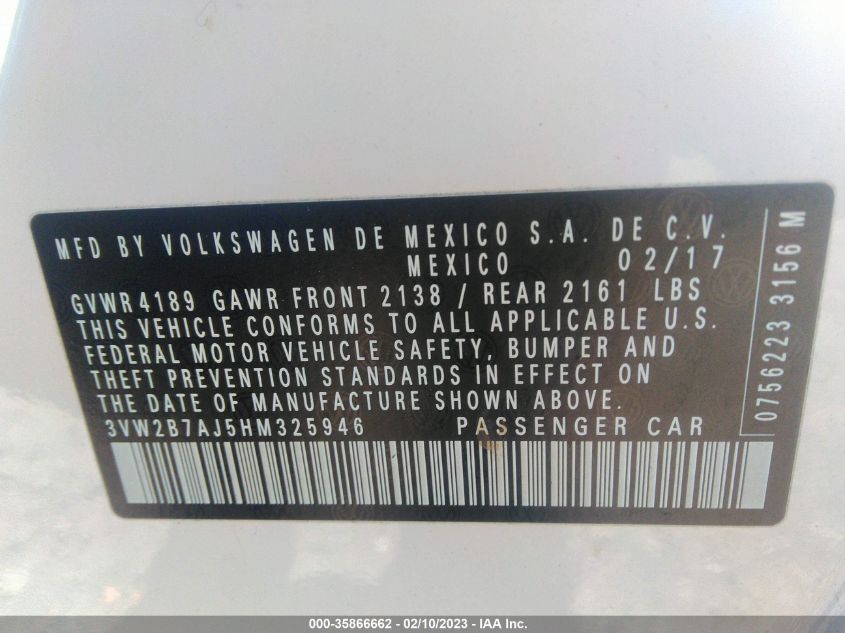 MFD BY VOLKSWAGEN DE MEXICO S.A. DE C.V.
MEXICO 02/17
GVWR 4189 GAWR FRONT 2138 / REAR 2161 LBS
THIS VEHICLE CONFORMS TO ALL APPLICABLE U.S.
FEDERAL MOTOR VEHICLE SAFETY, BUMPER AND
THEFT PREVENTION STANDARDS IN EFFECT ON
THE DATE OF MANUFACTURE SHOWN ABOVE.
3VW2B7AJ5HM325946 PASSENGER CAR
0756223 3156 M
000-35866662 - 02/10/2023 - IAA Inc.